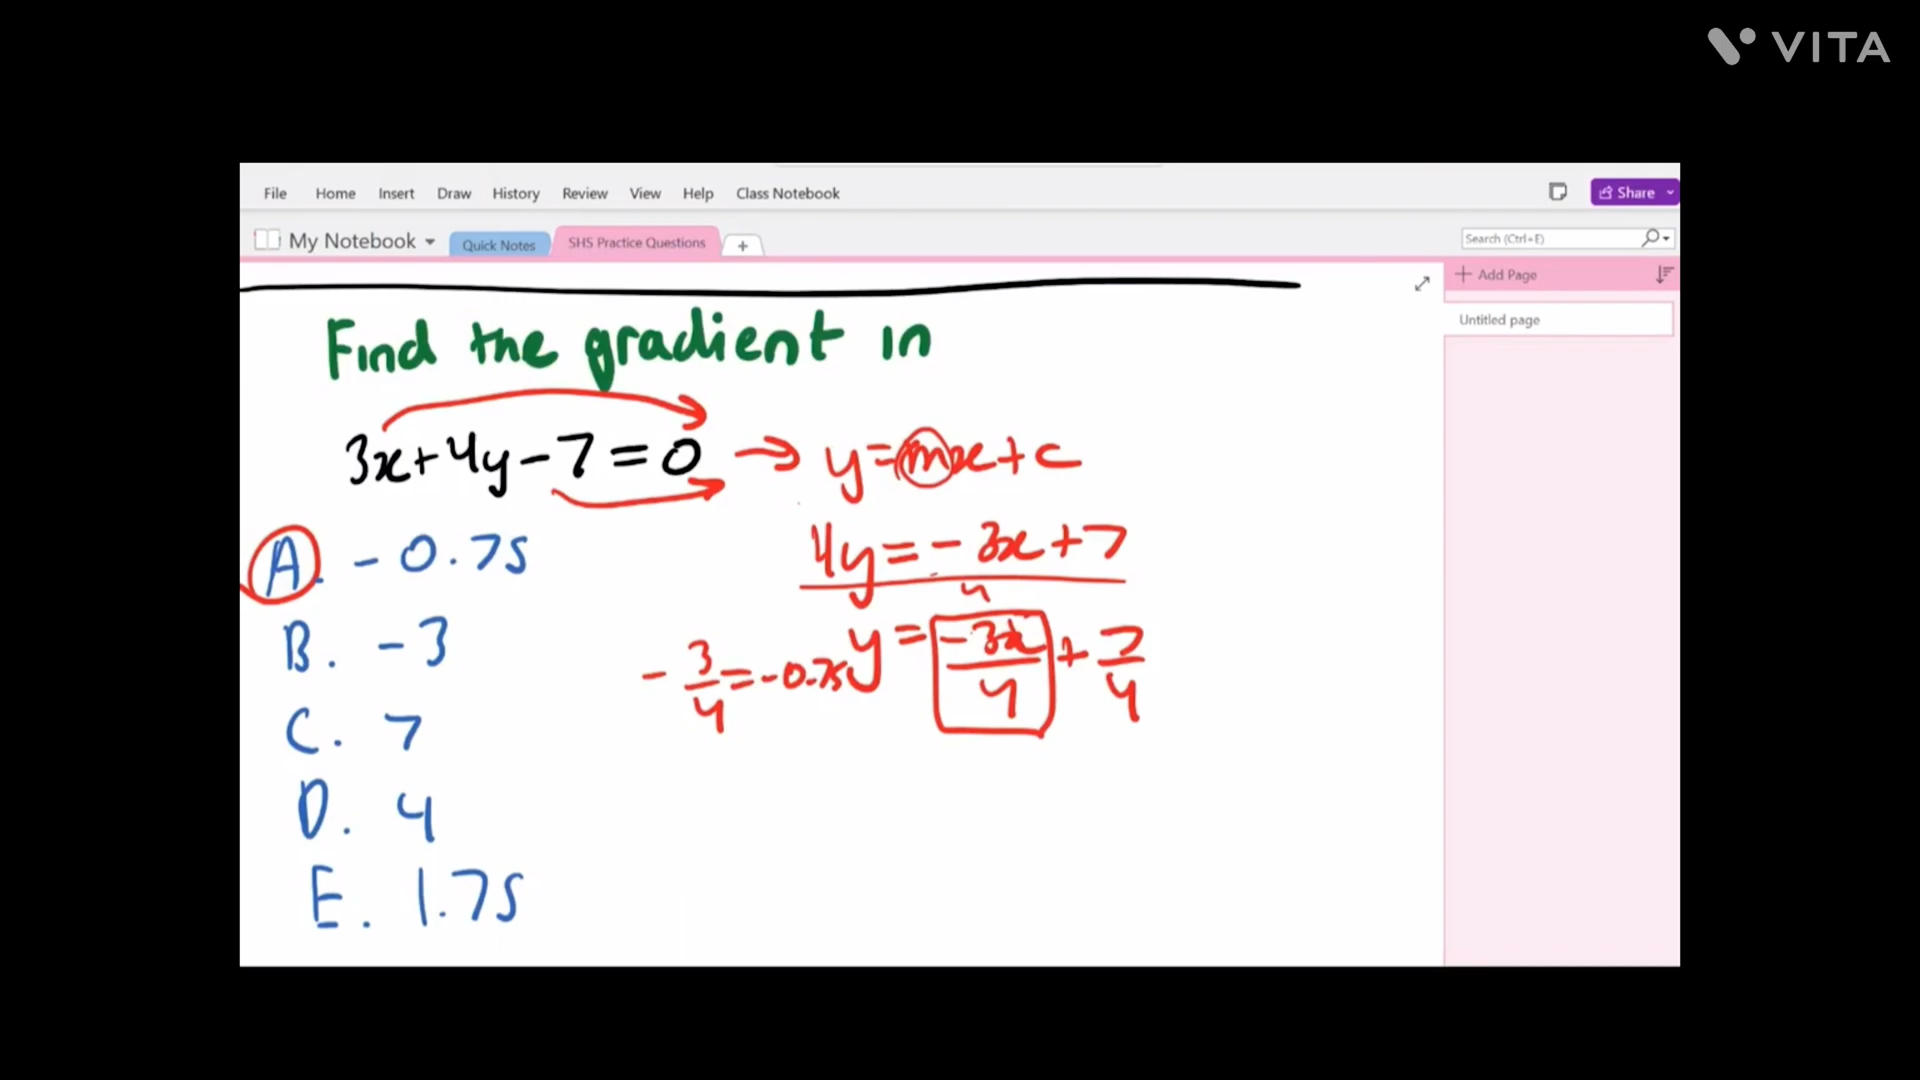 VITA
File Home Insert Draw History Review View Help Class Notebook Share
My Notebook Quick Notes SHS Practice Questions + Search (Ctrl+E)
+ Add Page
Untitled page
Find the gradient in
3x+4y-7=0 → y=mx+c
A. -0.75
4y=-3x+7
4
B. -3
-3/4=-0.75
y=-3x/4+7/4
C. 7
D. 4
E. 1.75